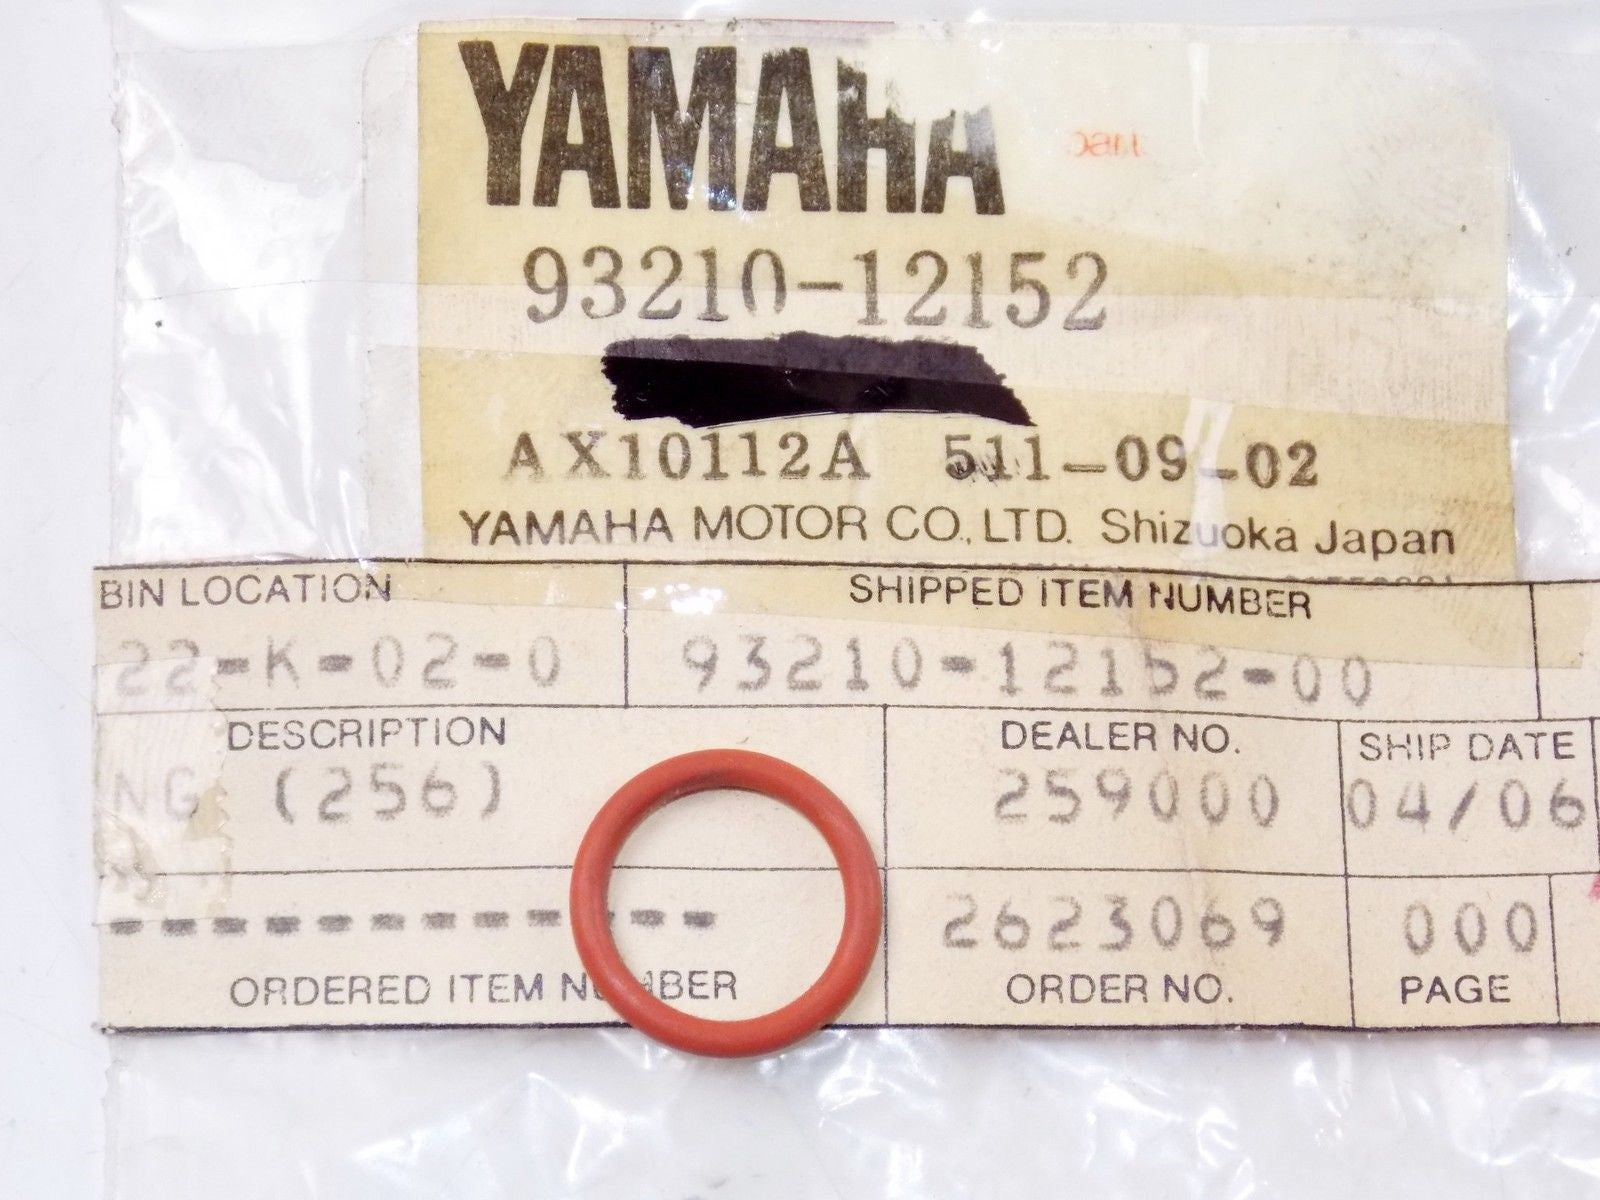 YAMAHA
93210-12152
AX10112A 511-09-02
YAMAHA MOTOR CO., LTD. Shizuoka Japan
BIN LOCATION SHIPPED ITEM NUMBER
22-K-02-0 93210-12152-00
DESCRIPTION DEALER NO. SHIP DATE
NG (256) 259000 04/06
------------ 2623069 000
ORDERED ITEM NUMBER ORDER NO. PAGE